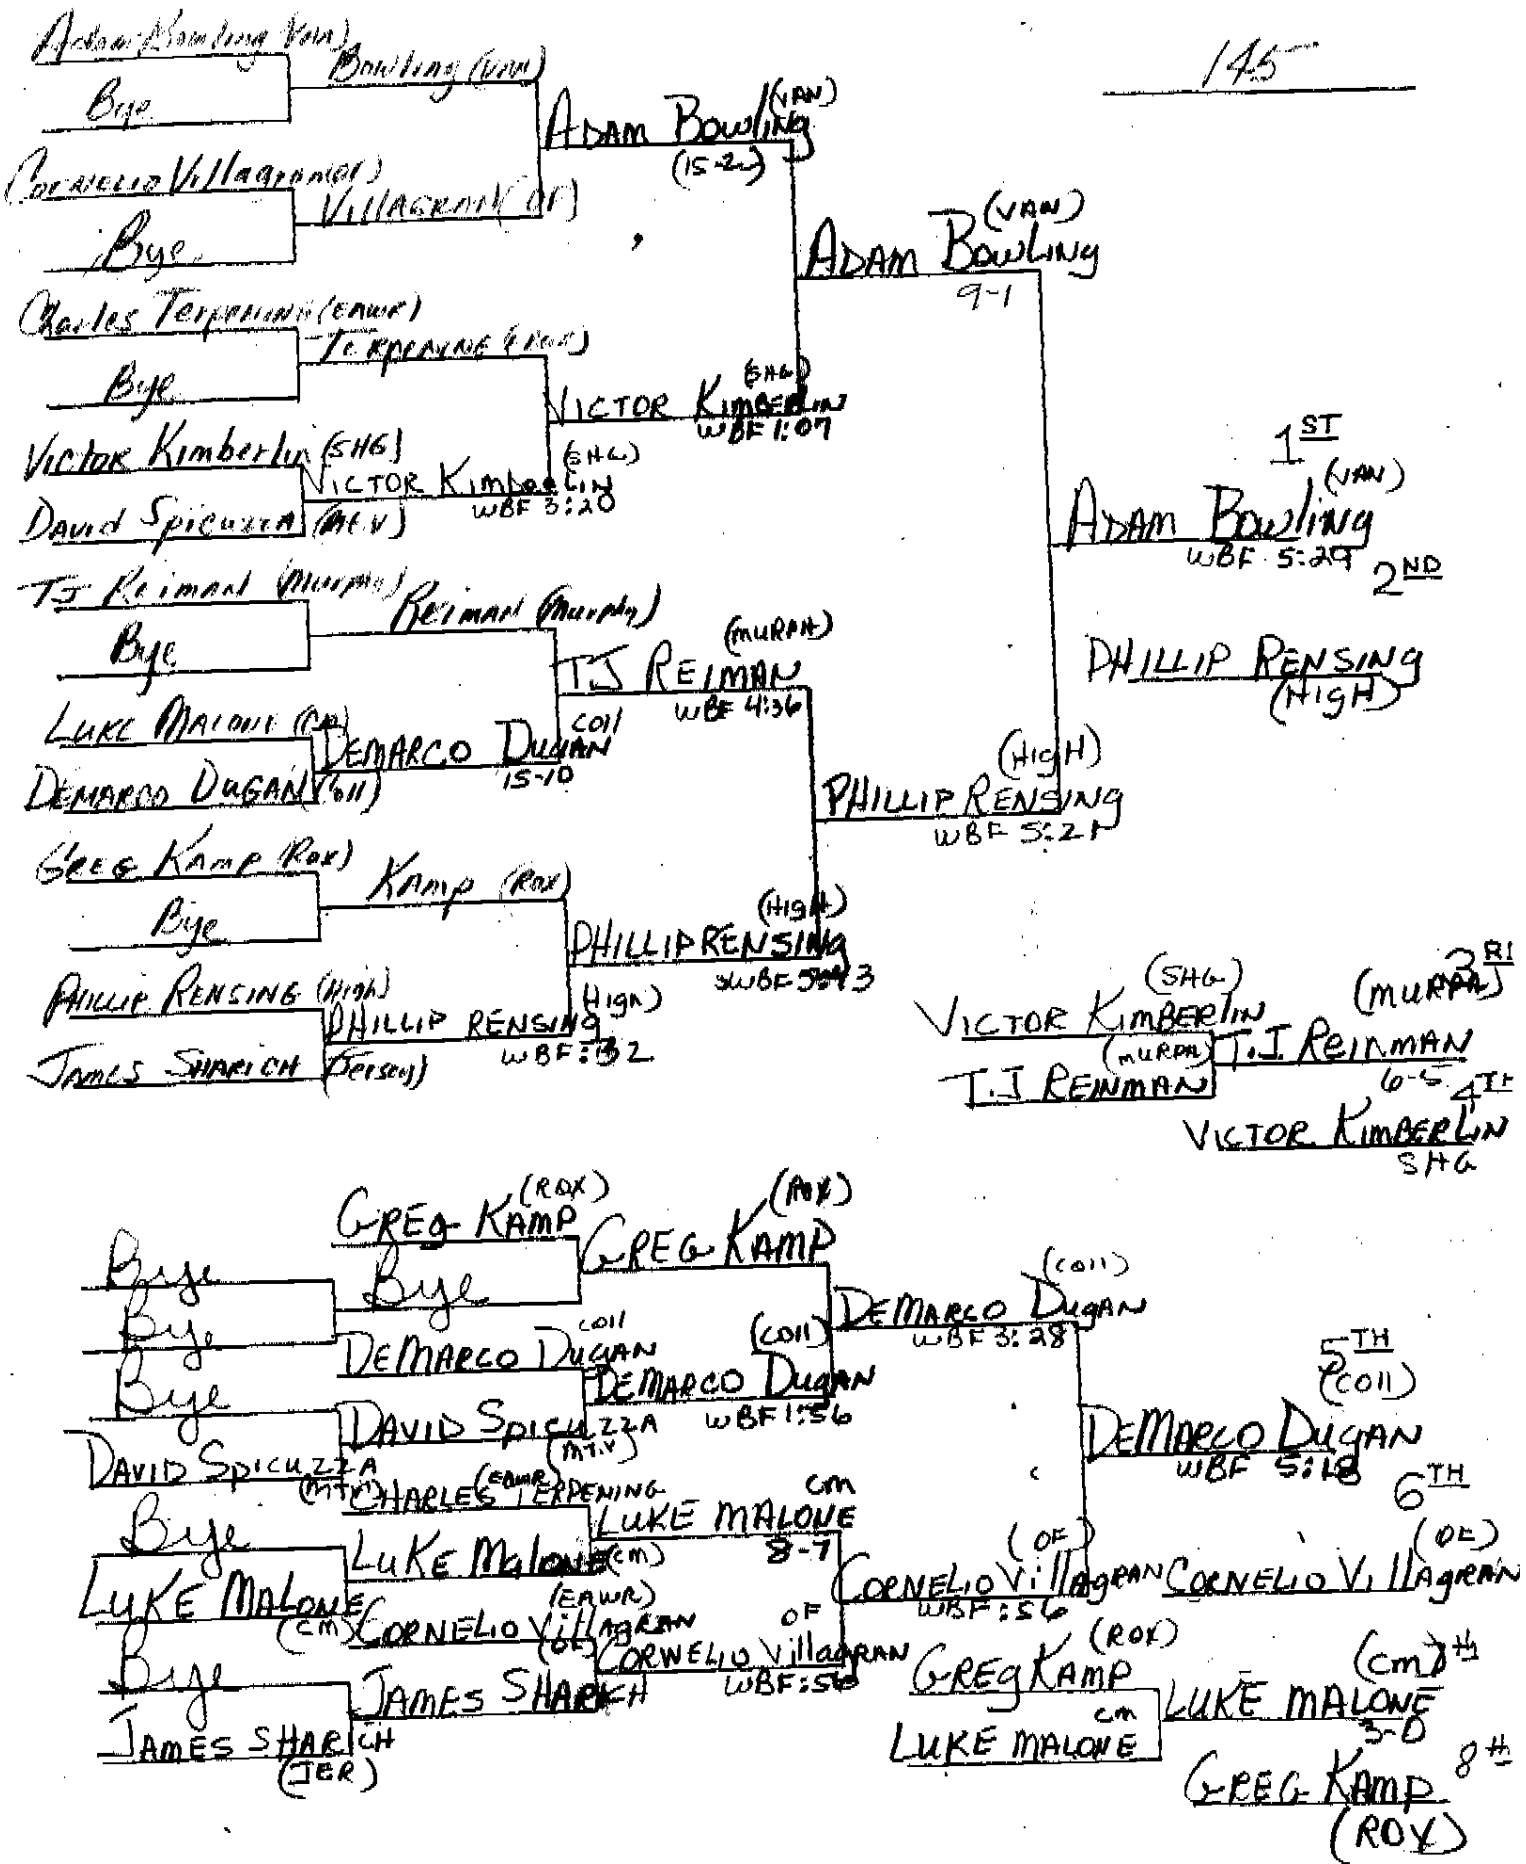 145
Adam Bowling (Van)
Bye
Bowling (VAN)
Cornelio Villagran (OF)
Bye
VillAGRAN (OF)
ADAM BowlINg (VAN)
(15-2)
Charles Terpening (EAWR)
Bye
Terpening
Victor Kimberlin (SHG)
David Spicuzza (Mt.V)
VICTOR KimbeRLIN (SHG)
WBF 3:20
VICTOR KIMBERLIN (SHG)
WBF 1:07
ADAM BowLINg (VAN)
9-1
TJ Reiman (Murphy)
Bye
Reiman (Murphy)
Luke Malone (CM)
DEMARCO DUGAN (Coll)
DEMARCO DUGAN Coll
15-10
TJ REIMAN (MURPH)
WBF 4:36
GREG KAMP (Rox)
Bye
KAMP (Rox)
PHILLIP RENSING (High)
JAMES SHARICH (Jersey)
PHILLIP RENSING (HIGH)
WBF
PHILLIP RENSINg (HIgH)
PHILLIP RENSINg (HIgH)
WBF 5:21
1ST
ADAM BowlINg (VAN)
WBF 5:29
2ND
PHILLIP RENSINg
(HIgH)
VICTOR KIMBERLIN (SHG)
T.J REINMAN (MURPH)
3RD
T.J. REINMAN (MURPH)
6-5
4TH
VICTOR KIMBERLIN
SHG
Bye
Bye
GREG KAMP (ROX)
Bye
GREG KAMP (ROX)
Bye
DAVID SPICUZZA
(MTV)
DEMARCO DUGAN COll
DAVID SPICUZZA
(MT.V)
DEMARCO DUgAN (COll)
WBF 1:56
DEMARCO DUgAN (COll)
WBF 3:28
Bye
LUKE MALONE
(CM)
CHARLES TERPENING (EAWR)
LUKE MAlONE (CM)
(EAWR)
LUKE MALONE CM
8-7
Bye
JAMES SHARICH
(JER)
CORNELIO VillAGRAN
(OF)
JAMES SHARICH
CORNELIO VillagRAN OF
WBF :56
CORNELIO VillAgRAN (OF)
WBF :56
5TH
DEMARCO DUGAN (COll)
WBF 5:18
6TH
CORNELIO VillAgRAN (OF)
GREg KAMP (ROX)
LUKE MALONE CM
LUKE MALONE (CM)
3-0
8th
GREG KAMP
(ROX)